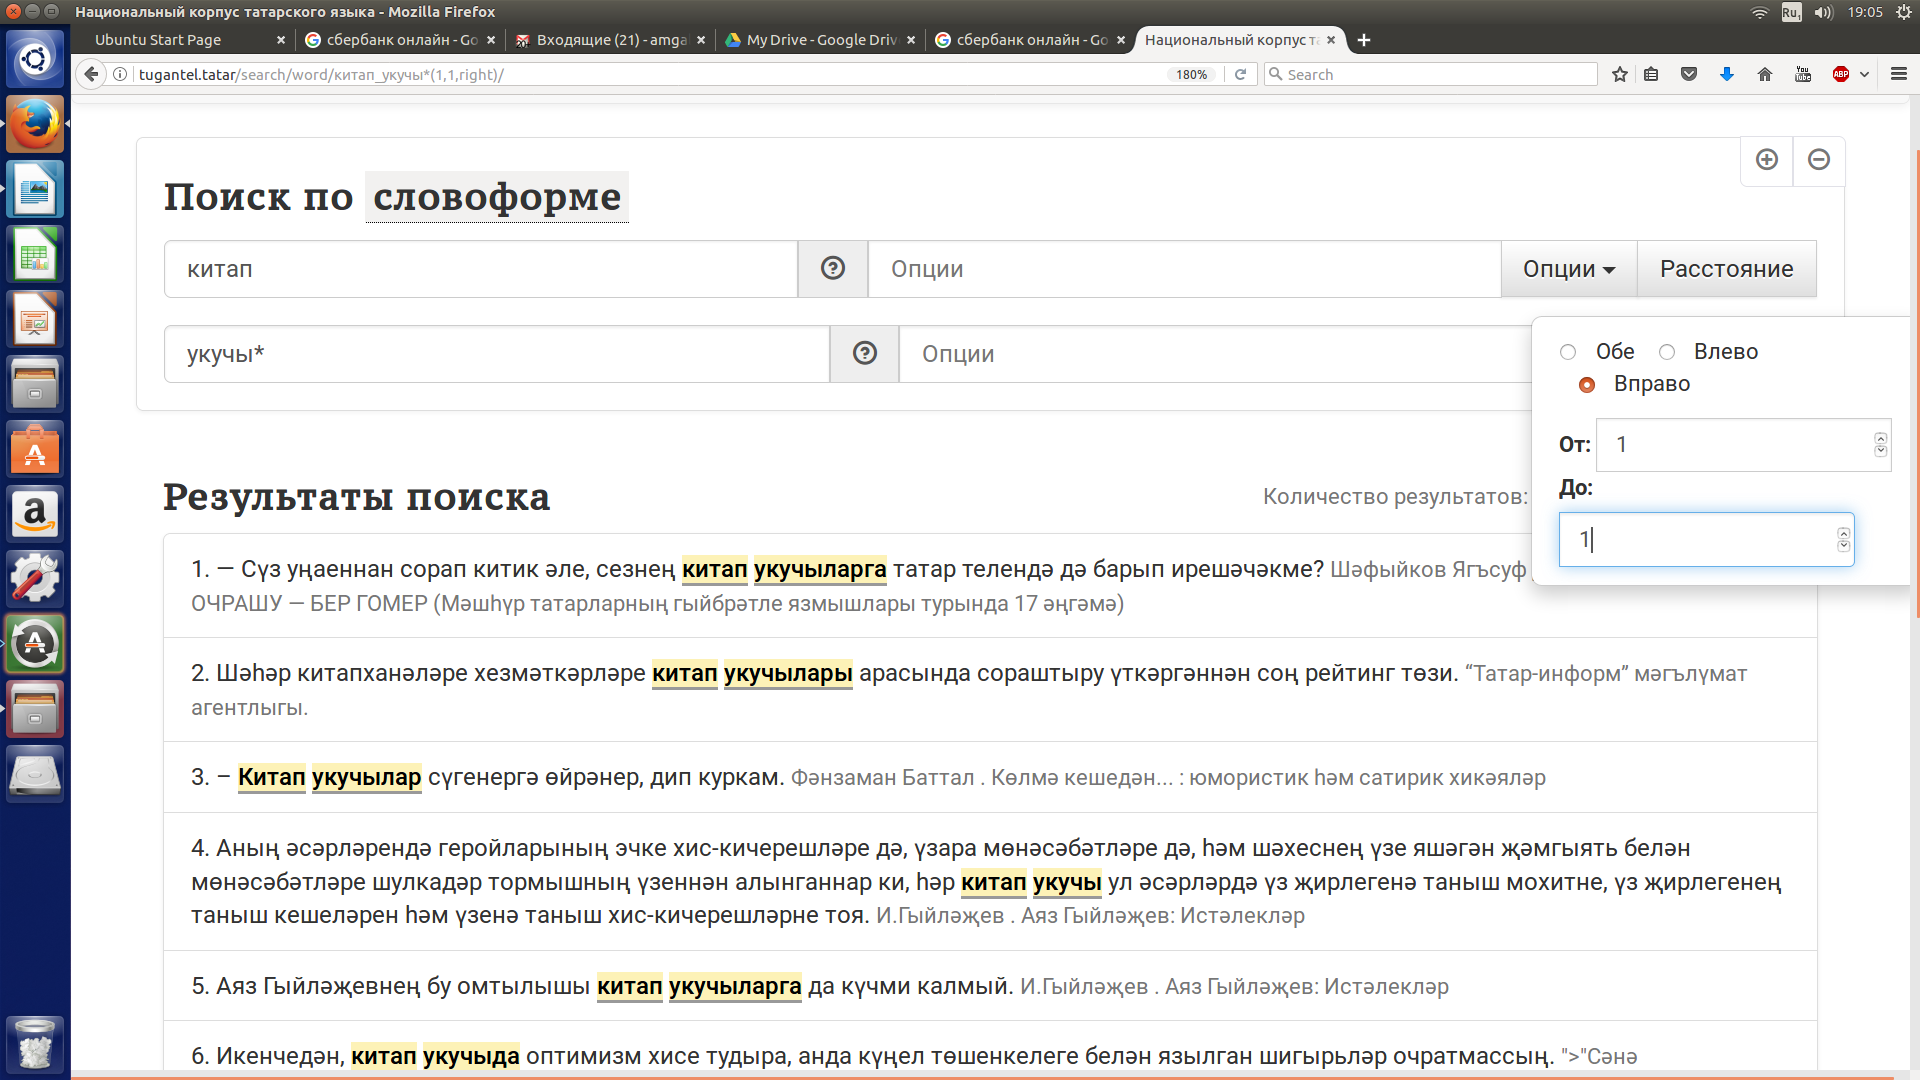 Национальный корпус татарского языка - Mozilla Firefox
Ru₁ 19:05
Ubuntu Start Page × сбербанк онлайн - Go × Входящие (21) - amga × My Drive - Google Driv × сбербанк онлайн - Go × Национальный корпус та ×
tugantel.tatar/search/word/китап_укучы*(1,1,right)/ 180% Search ABP
Поиск по словоформе
китап Опции Опции Расстояние
укучы* Опции
Обе Влево
Вправо
От: 1
До:
1
Результаты поиска Количество результатов:
1. — Сүз уңаеннан сорап китик әле, сезнең китап укучыларга татар телендә дә барып ирешәчәкме? Шәфыйков Ягъсуф
ОЧРАШУ — БЕР ГОМЕР (Мәшһүр татарларның гыйбрәтле язмышлары турында 17 әңгәмә)
2. Шәһәр китапханәләре хезмәткәрләре китап укучылары арасында сораштыру үткәргәннән соң рейтинг төзи. “Татар-информ” мәгълүмат
агентлыгы.
3. – Китап укучылар сүгенергә өйрәнер, дип куркам. Фәнзаман Баттал . Көлмә кешедән... : юмористик һәм сатирик хикәяләр
4. Аның әсәрләрендә геройларының эчке хис-кичерешләре дә, үзара мөнәсәбәтләре дә, һәм шәхеснең үзе яшәгән җәмгыять белән
мөнәсәбәтләре шулкадәр тормышның үзеннән алынганнар ки, һәр китап укучы ул әсәрләрдә үз җирлегенә таныш мохитне, үз җирлегенең
таныш кешеләрен һәм үзенә таныш хис-кичерешләрне тоя. И.Гыйләҗев . Аяз Гыйләҗев: Истәлекләр
5. Аяз Гыйләҗевнең бу омтылышы китап укучыларга да күчми калмый. И.Гыйләҗев . Аяз Гыйләҗев: Истәлекләр
6. Икенчедән, китап укучыда оптимизм хисе тудыра, анда күңел төшенкелеге белән язылган шигырьләр очратмассың. ">"Сәнә